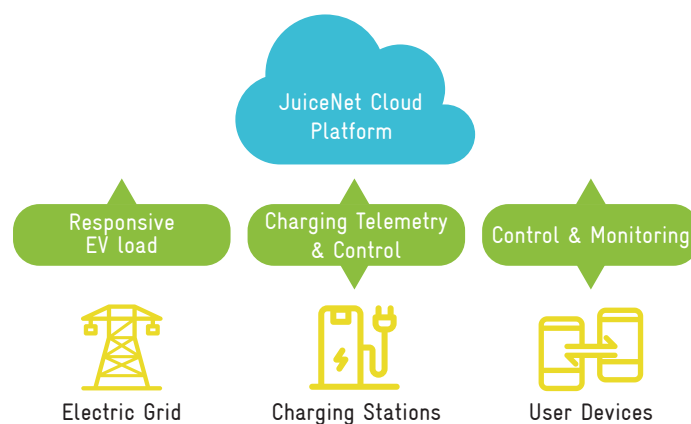 JuiceNet Cloud
Platform
Responsive
EV load
Charging Telemetry
& Control
Control & Monitoring
Electric Grid
Charging Stations
User Devices